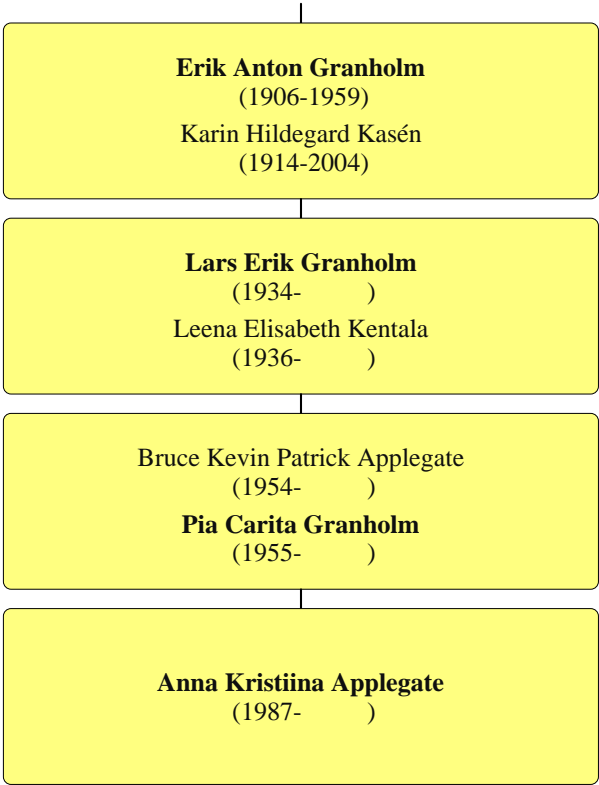 Erik Anton Granholm
(1906-1959)
Karin Hildegard Kasén
(1914-2004)
Lars Erik Granholm
(1934- )
Leena Elisabeth Kentala
(1936- )
Bruce Kevin Patrick Applegate
(1954- )
Pia Carita Granholm
(1955- )
Anna Kristiina Applegate
(1987- )